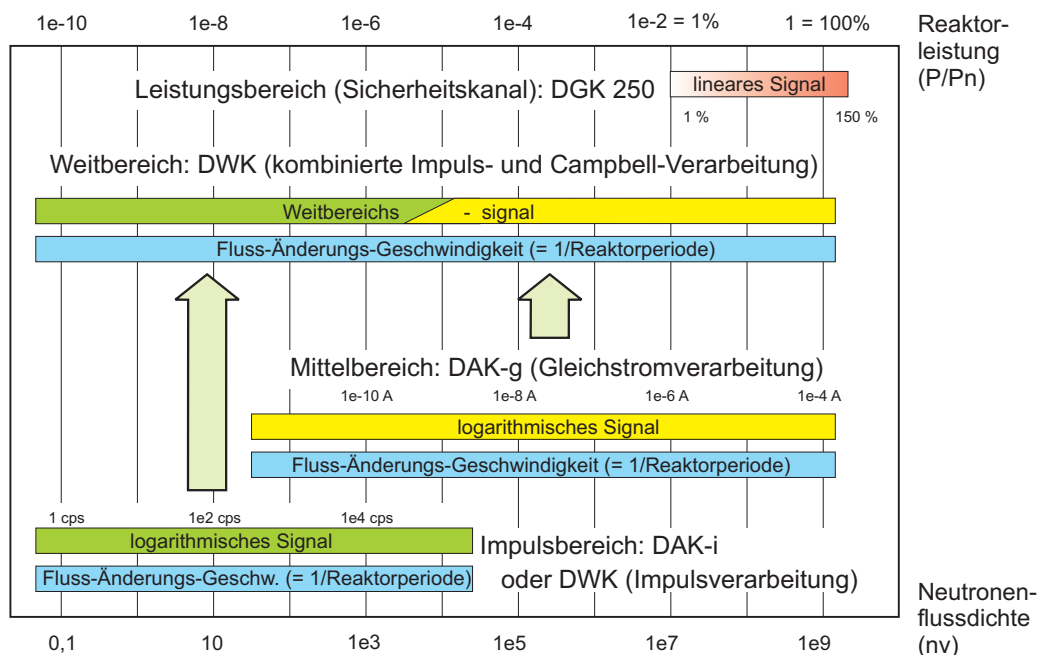 1e-10 1e-8 1e-6 1e-4 1e-2 = 1% 1 = 100% Reaktor-
leistung
(P/Pn)
Leistungsbereich (Sicherheitskanal): DGK 250 lineares Signal
1 % 150 %
Weitbereich: DWK (kombinierte Impuls- und Campbell-Verarbeitung)
Weitbereichs - signal
Fluss-Änderungs-Geschwindigkeit (= 1/Reaktorperiode)
Mittelbereich: DAK-g (Gleichstromverarbeitung)
1e-10 A 1e-8 A 1e-6 A 1e-4 A
logarithmisches Signal
Fluss-Änderungs-Geschwindigkeit (= 1/Reaktorperiode)
1 cps 1e2 cps 1e4 cps
logarithmisches Signal Impulsbereich: DAK-i
Fluss-Änderungs-Geschw. (= 1/Reaktorperiode) oder DWK (Impulsverarbeitung)
Neutronen-
flussdichte
(nv)
0,1 10 1e3 1e5 1e7 1e9